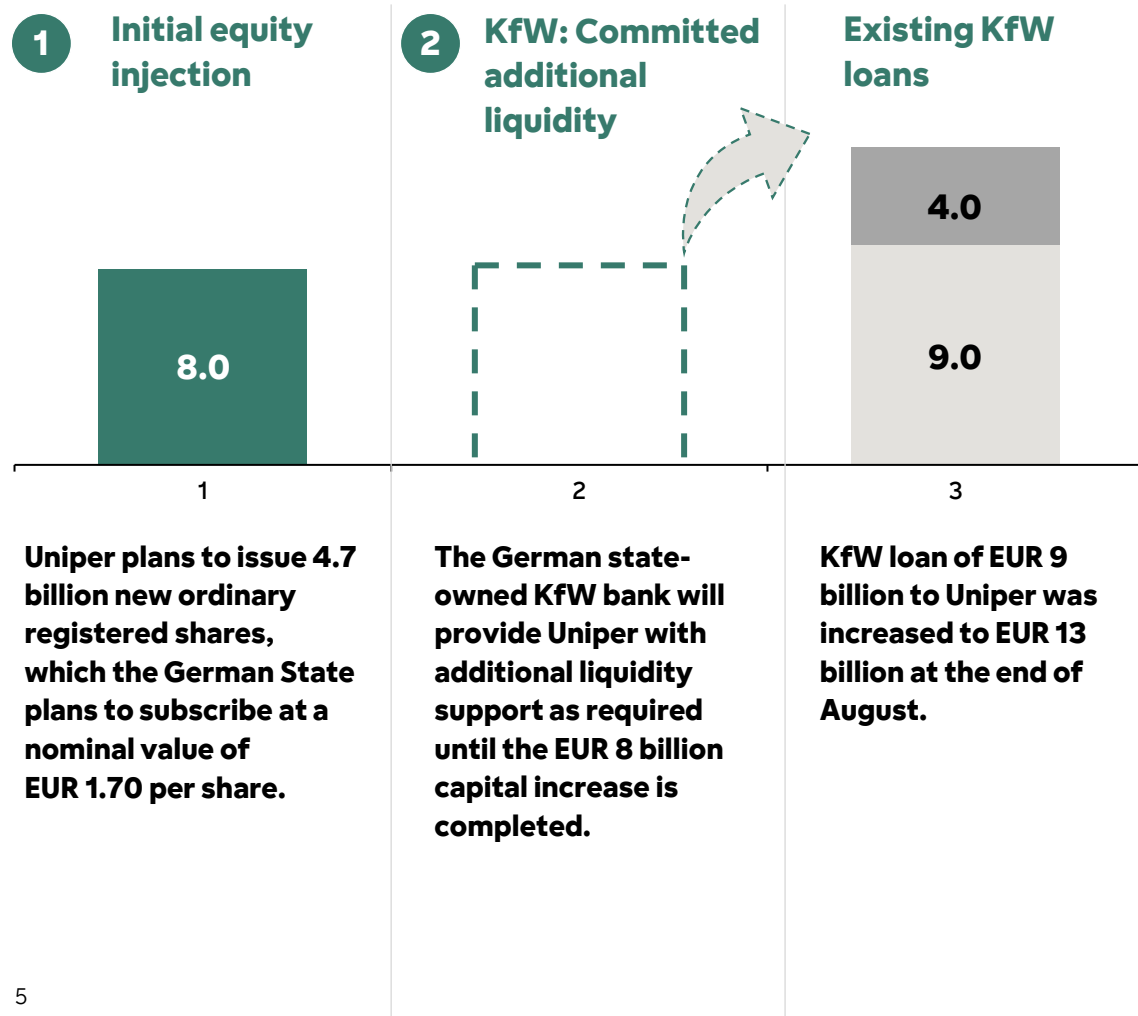 1
Initial equity
injection
8.0
1
Uniper plans to issue 4.7
billion new ordinary
registered shares,
which the German State
plans to subscribe at a
nominal value of
EUR 1.70 per share.
2
KfW: Committed
additional
liquidity
2
The German state-
owned KfW bank will
provide Uniper with
additional liquidity
support as required
until the EUR 8 billion
capital increase is
completed.
Existing KfW
loans
4.0
9.0
3
KfW loan of EUR 9
billion to Uniper was
increased to EUR 13
billion at the end of
August.
5